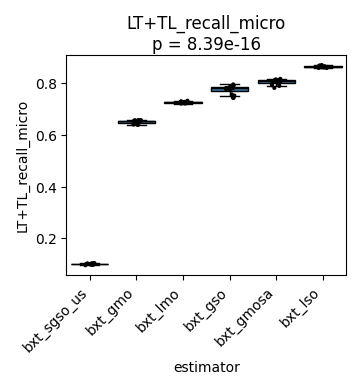 LT+TL_recall_micro
p = 8.39e-16
LT+TL_recall_micro
0.8
0.6
0.4
0.2
bxt_sgso_us
bxt_gmo
bxt_lmo
bxt_gso
bxt_gmosa
bxt_lso
estimator